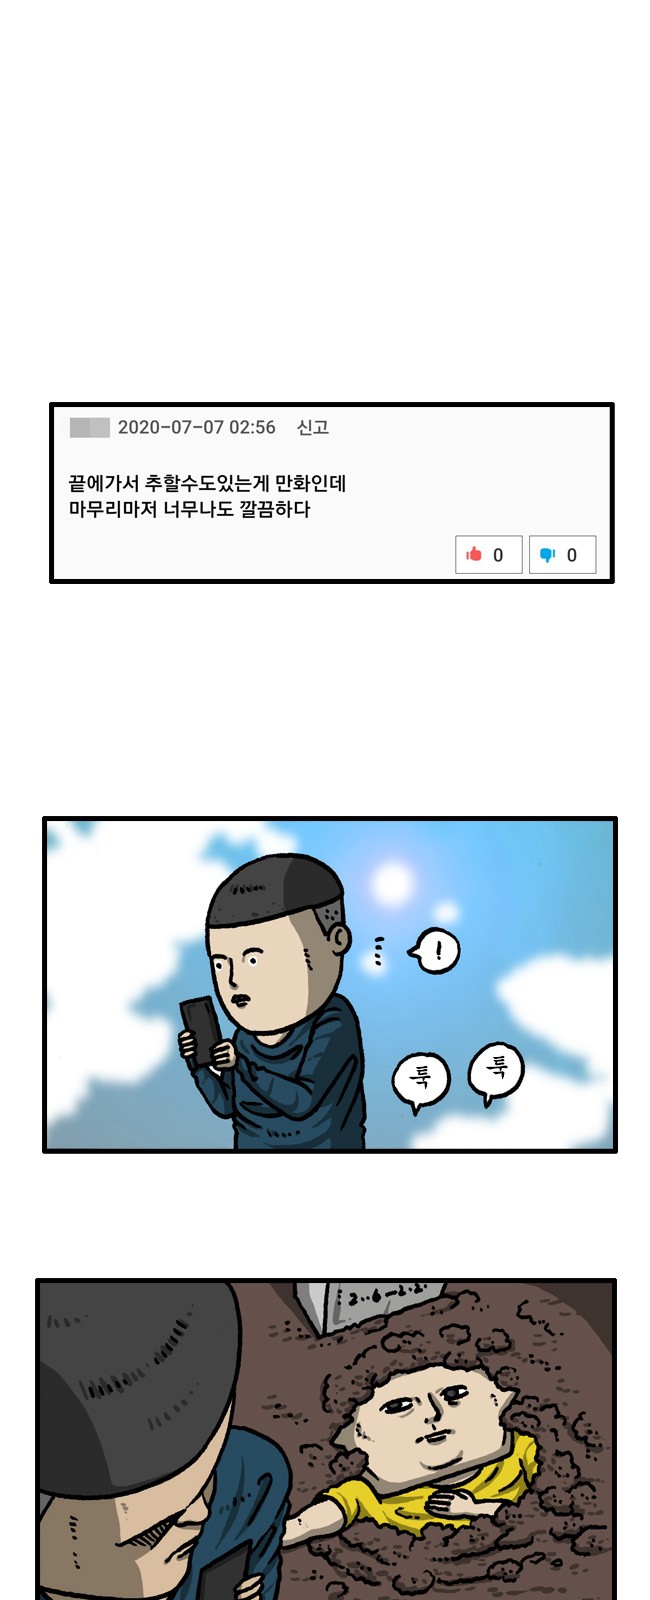 2020-07-07 02:56 신고
끝에가서 추할수도있는게 만화인데
마무리마저 너무나도 깔끔하다
0 0
!
툭 툭